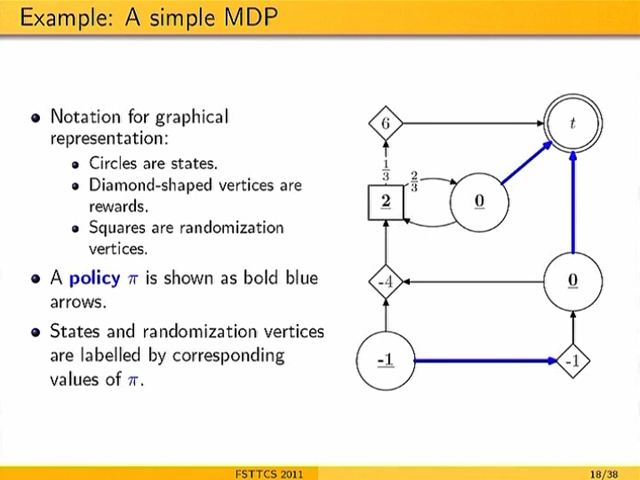 Example: A simple MDP
Notation for graphical
representation:
Circles are states.
Diamond-shaped vertices are
rewards.
Squares are randomization
vertices.
A policy π is shown as bold blue
arrows.
States and randomization vertices
are labelled by corresponding
values of π.
6
t
1/3
2/3
2
0
-4
0
-1
-1
FSTTCS 2011
18/38